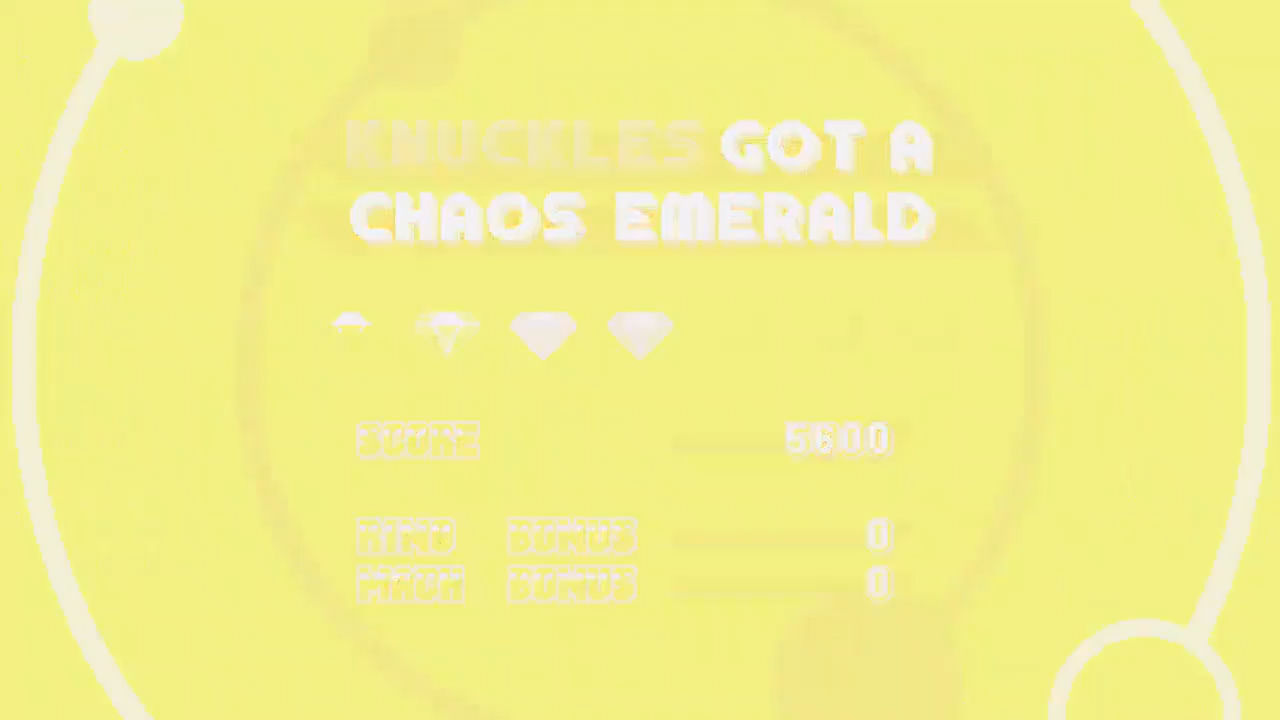 KNUCKLES GOT A
CHAOS EMERALD
SCORE 5600
RING BONUS 0
MACH BONUS 0